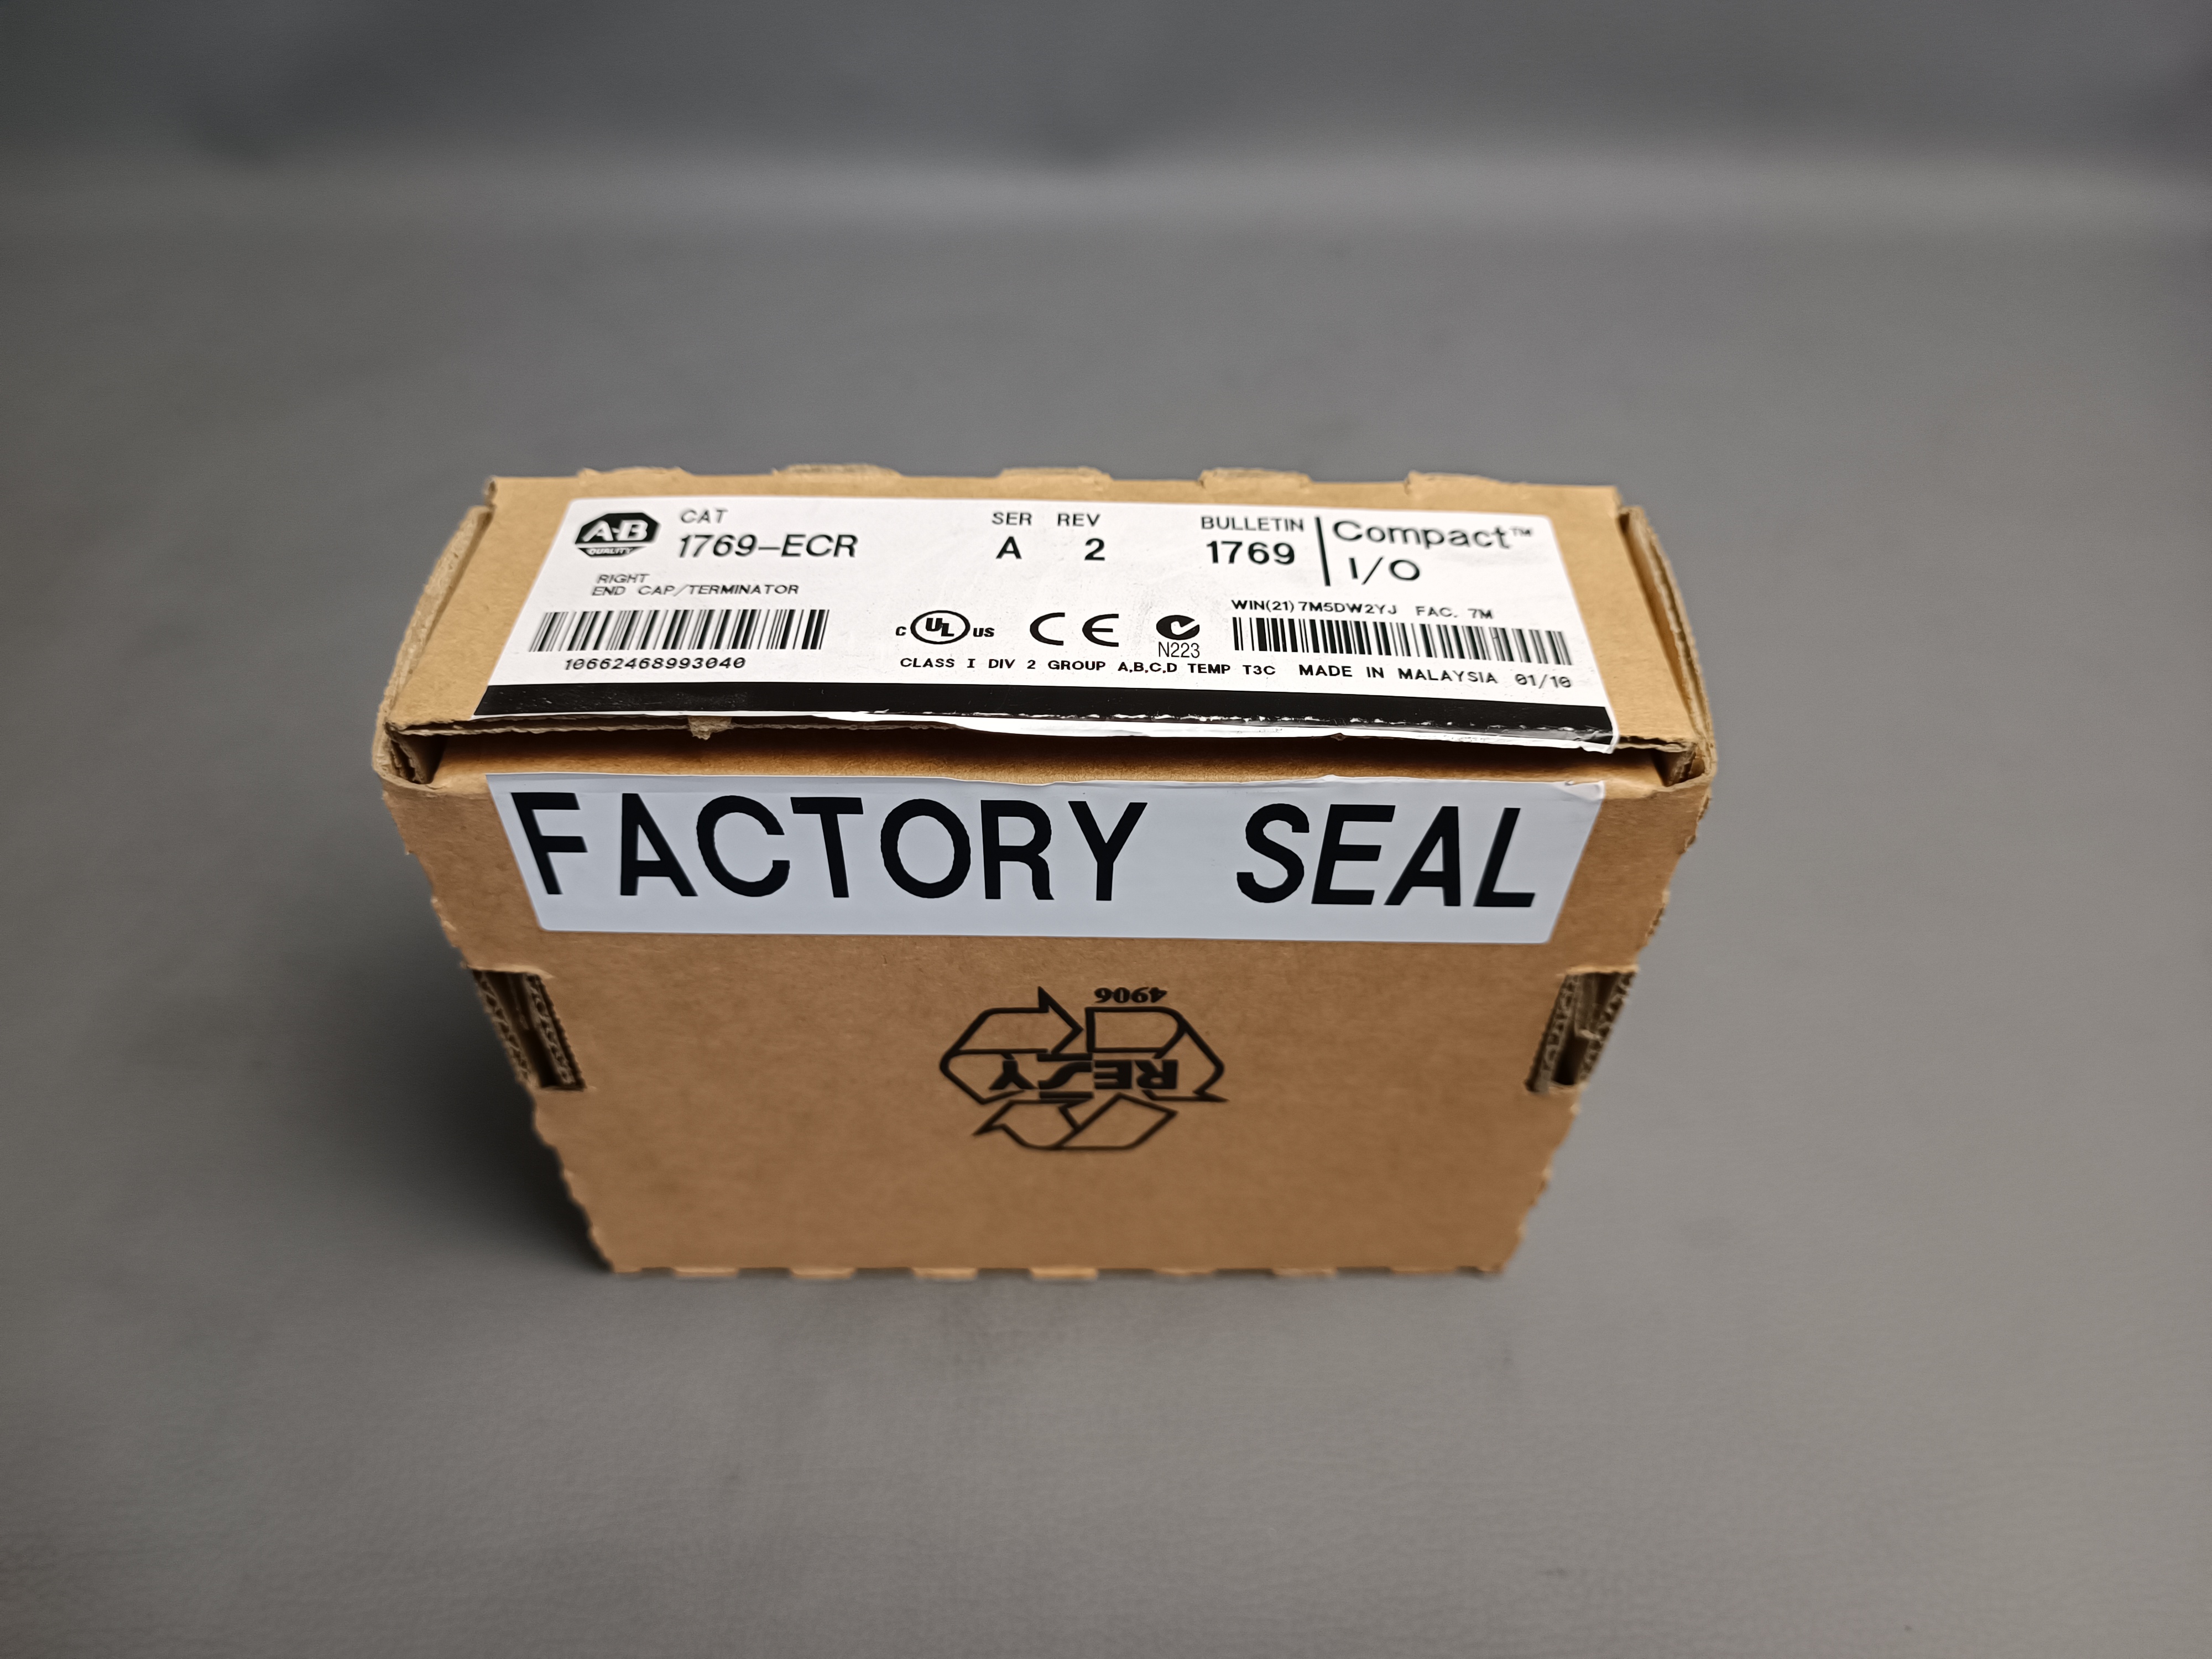 A-B
QUALITY
CAT
1769-ECR
SER REV
A 2
BULLETIN
1769
Compact™
I/O
RIGHT
END CAP/TERMINATOR
10662468993040
C UL US
CE
N223
WIN(21)7M5DW2YJ FAC. 7M
CLASS I DIV 2 GROUP A,B,C,D TEMP T3C MADE IN MALAYSIA 01/10
FACTORY SEAL
4906
RESY